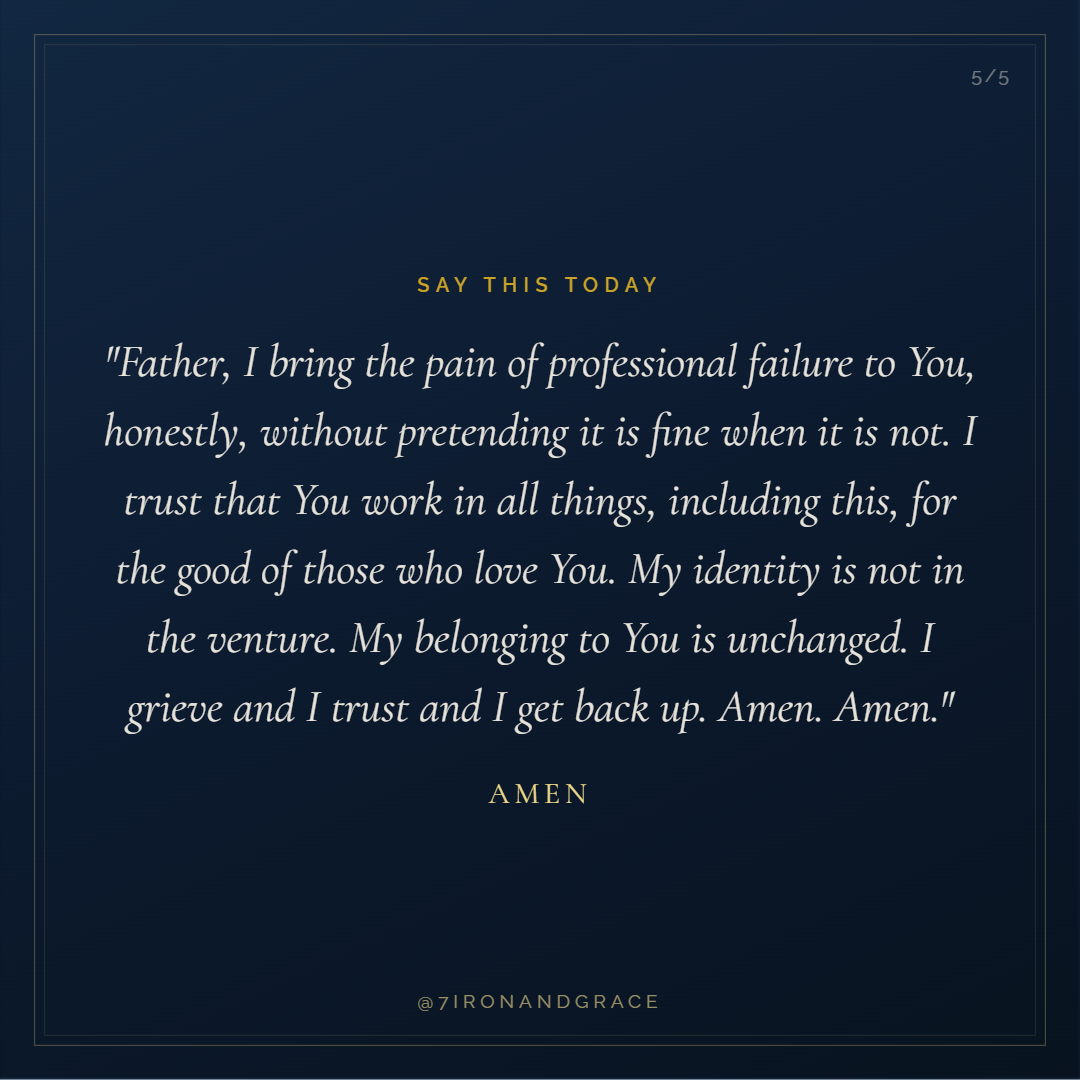 5/5
SAY THIS TODAY
"Father, I bring the pain of professional failure to You,
honestly, without pretending it is fine when it is not. I
trust that You work in all things, including this, for
the good of those who love You. My identity is not in
the venture. My belonging to You is unchanged. I
grieve and I trust and I get back up. Amen. Amen."
AMEN
@7IRONANDGRACE